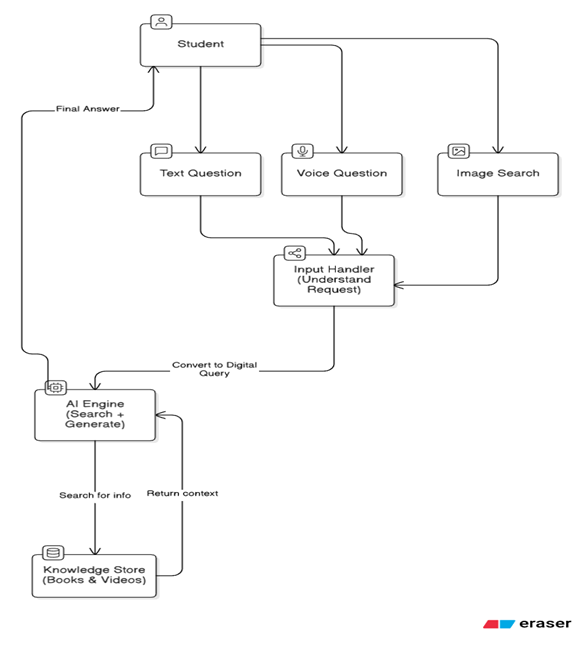 Student
Final Answer
Text Question
Voice Question
Image Search
Input Handler
(Understand
Request)
Convert to Digital
Query
AI Engine
(Search +
Generate)
Search for info
Return context
Knowledge Store
(Books & Videos)
eraser